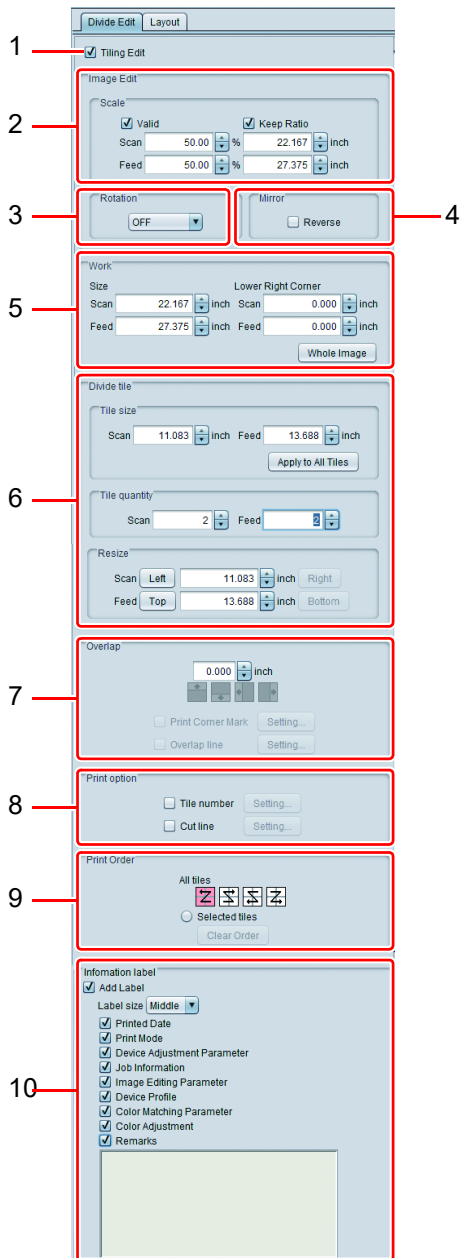 Divide Edit Layout
1 Tiling Edit
Image Edit
Scale
2 Valid Keep Ratio
Scan 50.00 % 22.167 inch
Feed 50.00 % 27.375 inch
Rotation Mirror
3 OFF Reverse 4
Work
Size Lower Right Corner
5 Scan 22.167 inch Scan 0.000 inch
Feed 27.375 inch Feed 0.000 inch
Whole Image
Divide tile
Tile size
Scan 11.083 inch Feed 13.688 inch
Apply to All Tiles
6 Tile quantity
Scan 2 Feed 2
Resize
Scan Left 11.083 inch Right
Feed Top 13.688 inch Bottom
Overlap
0.000 inch
7
Print Corner Mark Setting...
Overlap line Setting...
Print option
8 Tile number Setting...
Cut line Setting...
Print Order
All tiles
9
Selected tiles
Clear Order
Infomation label
Add Label
Label size Middle
Printed Date
Print Mode
Device Adjustment Parameter
Job Information
Image Editing Parameter
10 Device Profile
Color Matching Parameter
Color Adjustment
Remarks